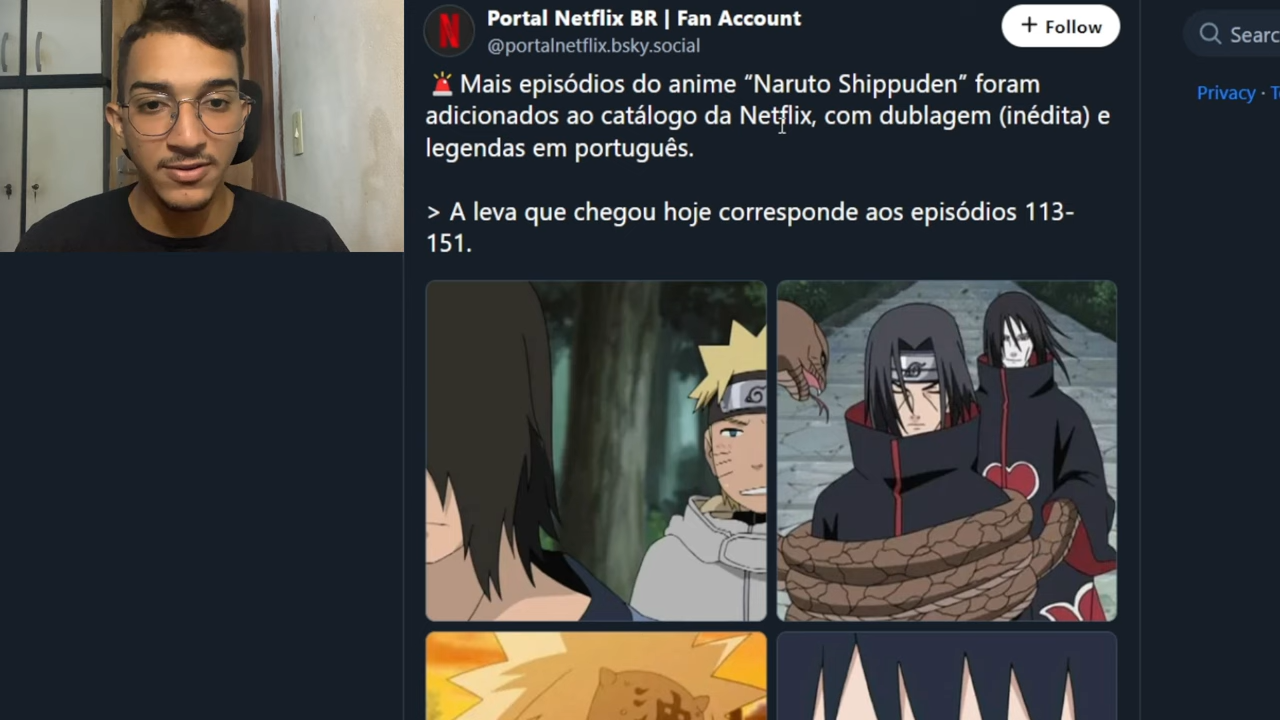 Portal Netflix BR | Fan Account
@portalnetflix.bsky.social
+ Follow
🚨Mais episódios do anime “Naruto Shippuden” foram
adicionados ao catálogo da Netflix, com dublagem (inédita) e
legendas em português.
> A leva que chegou hoje corresponde aos episódios 113-
151.
Searc
Privacy · T